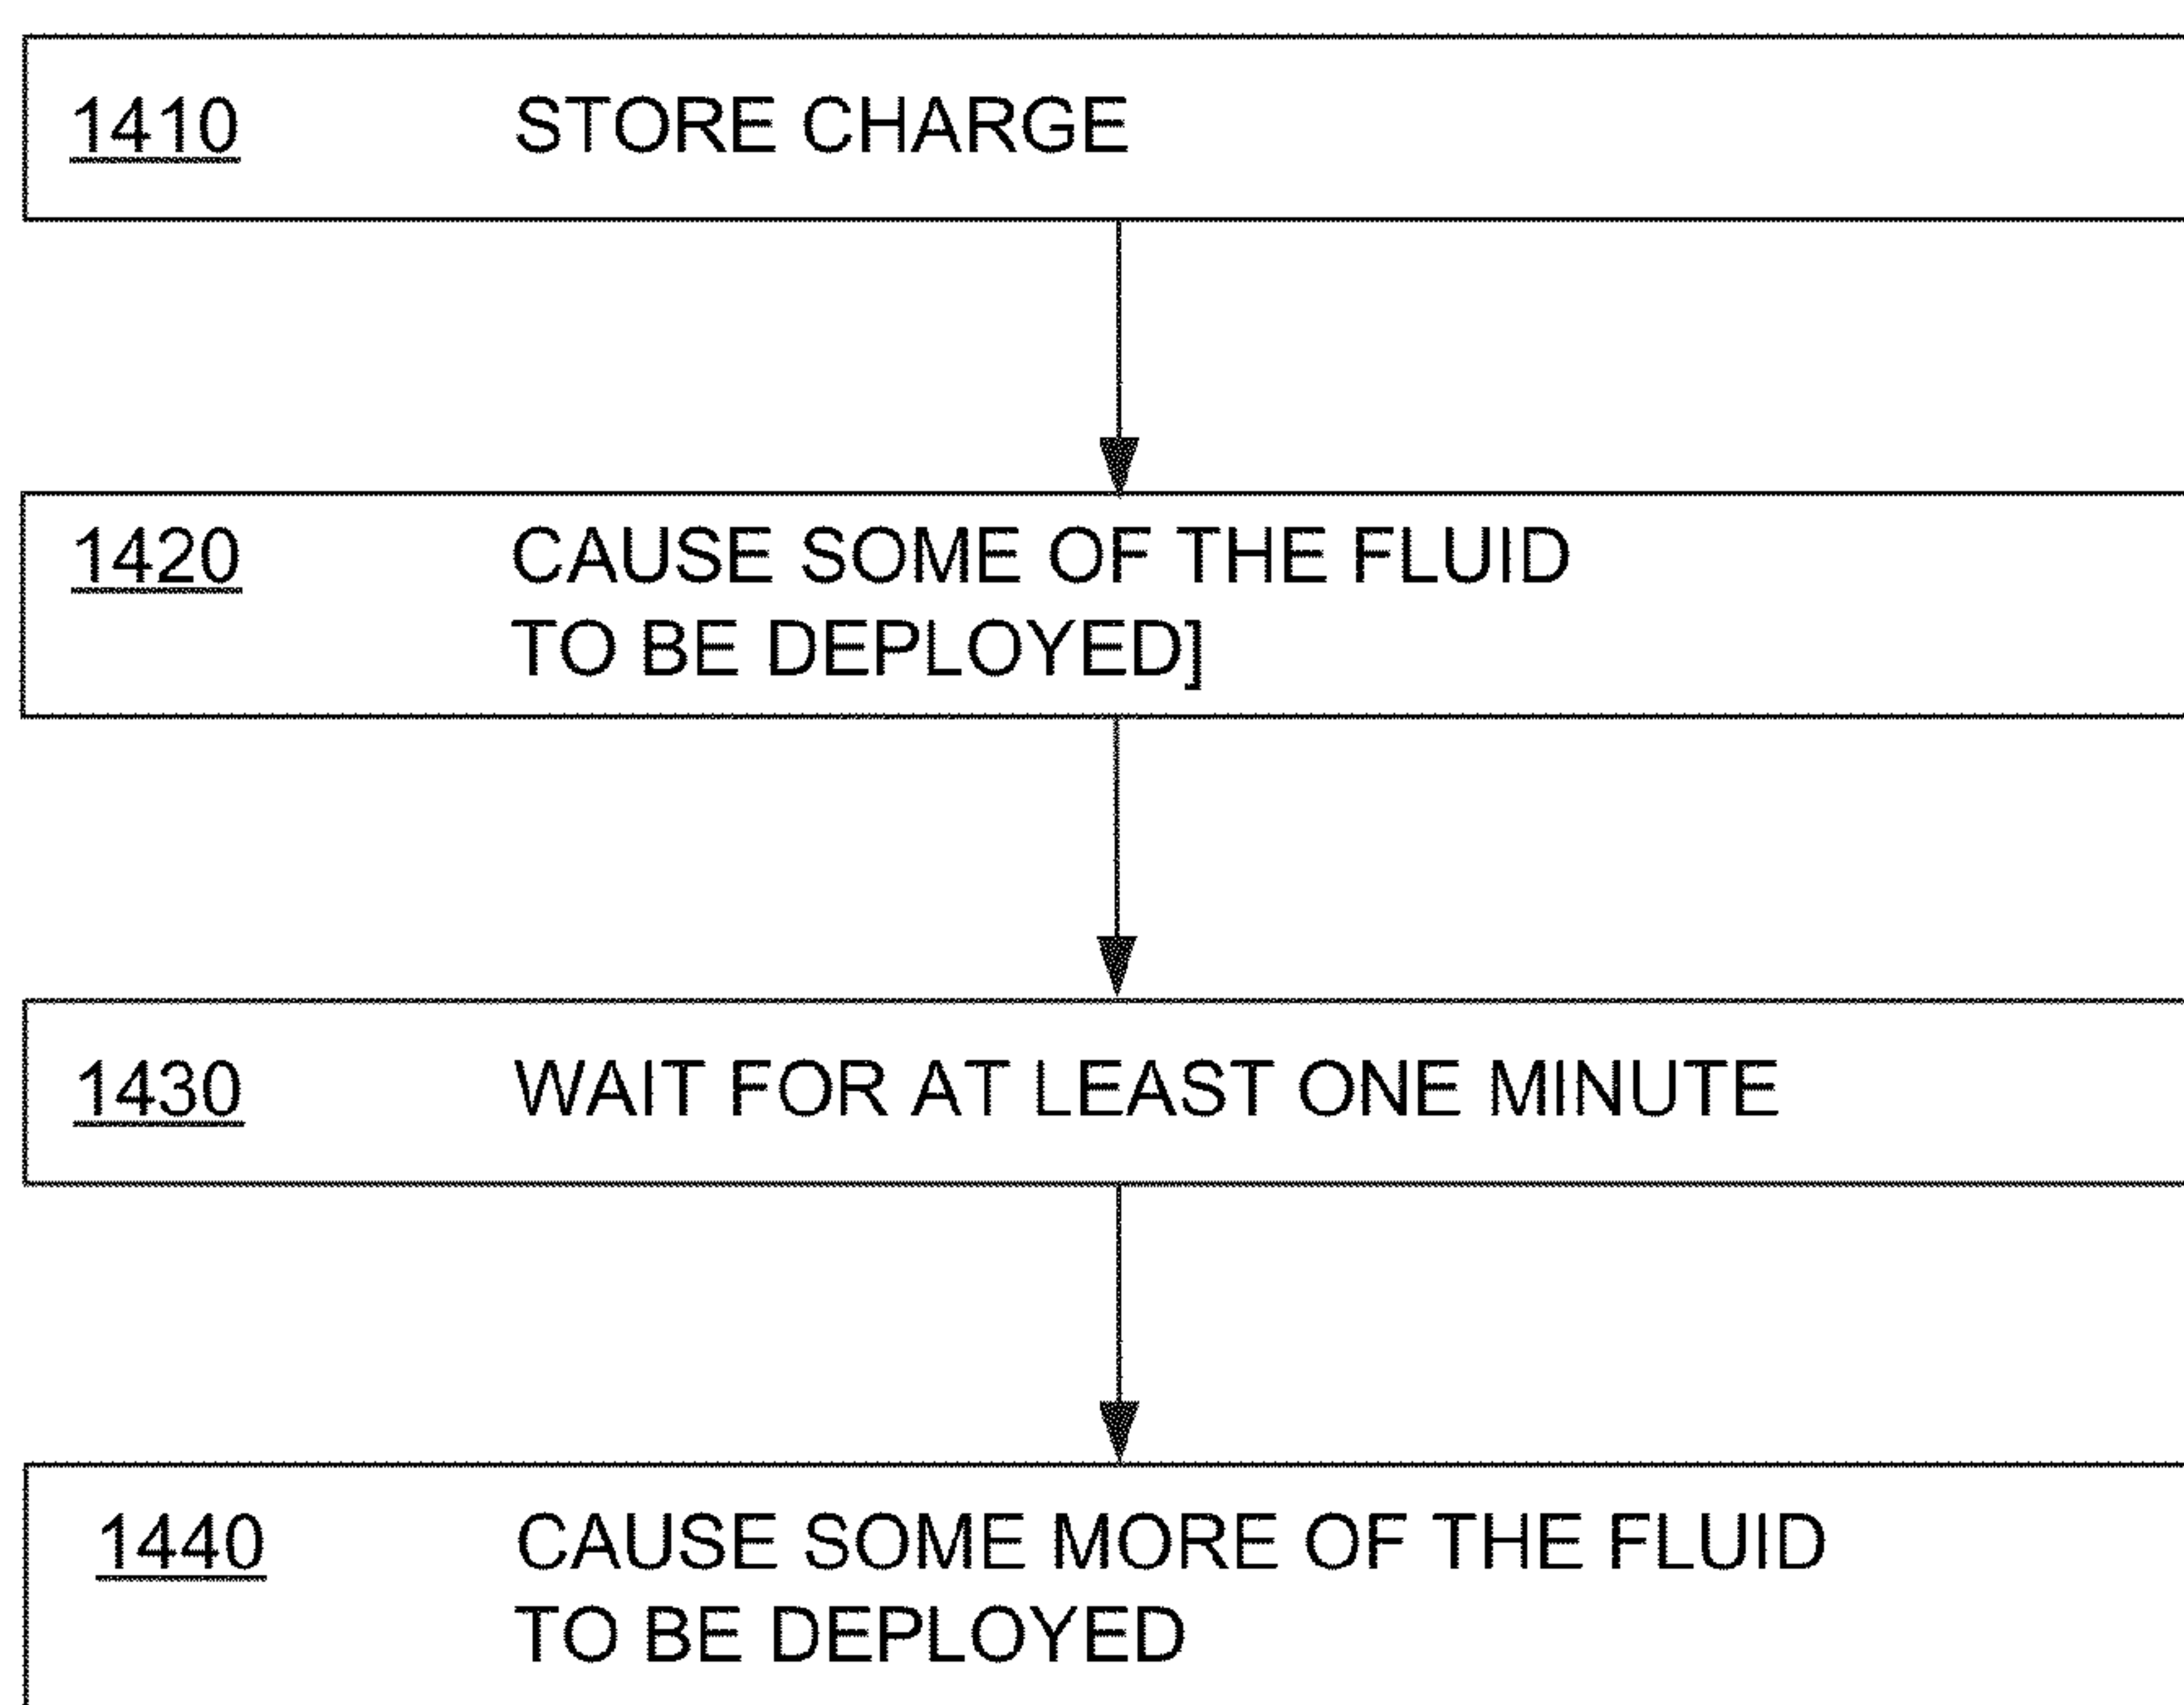 1410 STORE CHARGE
1420 CAUSE SOME OF THE FLUID
TO BE DEPLOYED]
1430 WAIT FOR AT LEAST ONE MINUTE
1440 CAUSE SOME MORE OF THE FLUID
TO BE DEPLOYED